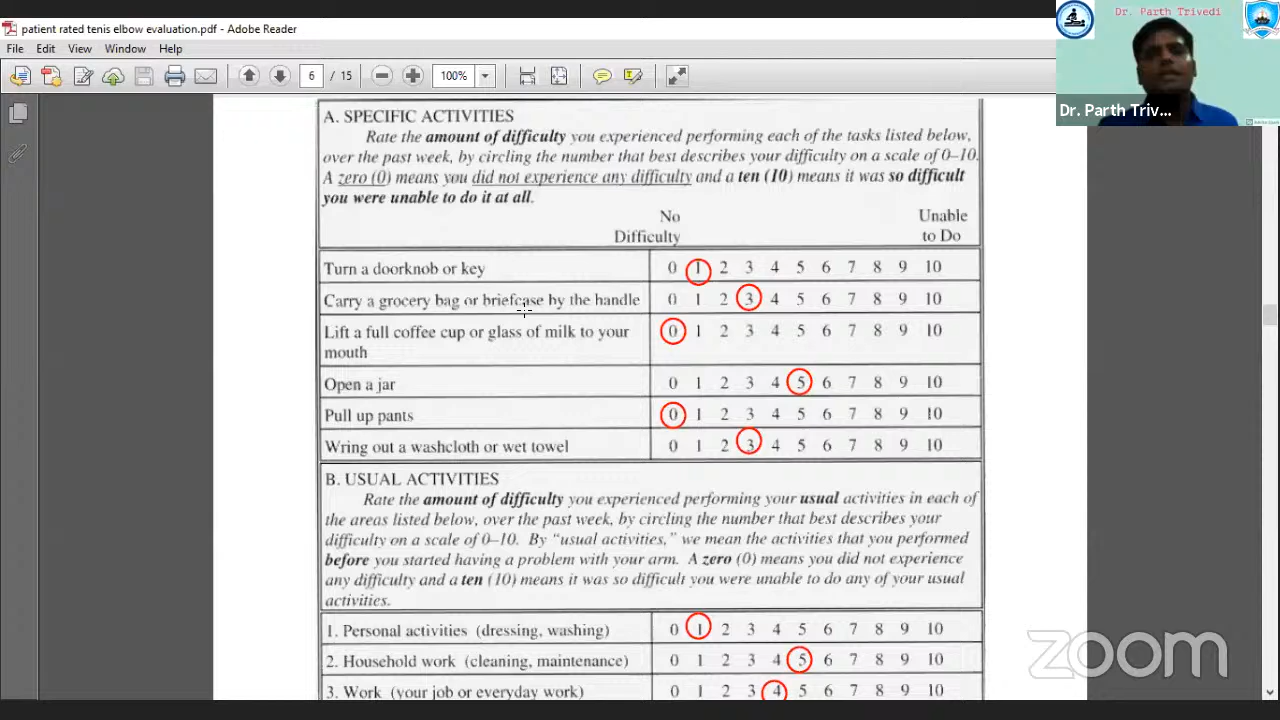 patient rated tenis elbow evaluation.pdf - Adobe Reader
Dr. Parth Trivedi
File Edit View Window Help
6 / 15 100%
Dr. Parth Triv...
A. SPECIFIC ACTIVITIES
Rate the amount of difficulty you experienced performing each of the tasks listed below,
over the past week, by circling the number that best describes your difficulty on a scale of 0–10.
A zero (0) means you did not experience any difficulty and a ten (10) means it was so difficult
you were unable to do it at all.
No Unable
Difficulty to Do
Turn a doorknob or key 0 1 2 3 4 5 6 7 8 9 10
Carry a grocery bag or briefcase by the handle 0 1 2 3 4 5 6 7 8 9 10
Lift a full coffee cup or glass of milk to your 0 1 2 3 4 5 6 7 8 9 10
mouth
Open a jar 0 1 2 3 4 5 6 7 8 9 10
Pull up pants 0 1 2 3 4 5 6 7 8 9 10
Wring out a washcloth or wet towel 0 1 2 3 4 5 6 7 8 9 10
B. USUAL ACTIVITIES
Rate the amount of difficulty you experienced performing your usual activities in each of
the areas listed below, over the past week, by circling the number that best describes your
difficulty on a scale of 0–10. By “usual activities,” we mean the activities that you performed
before you started having a problem with your arm. A zero (0) means you did not experience
any difficulty and a ten (10) means it was so difficult you were unable to do any of your usual
activities.
1. Personal activities (dressing, washing) 0 1 2 3 4 5 6 7 8 9 10
2. Household work (cleaning, maintenance) 0 1 2 3 4 5 6 7 8 9 10
3. Work (your job or everyday work) 0 1 2 3 4 5 6 7 8 9 10
zoom